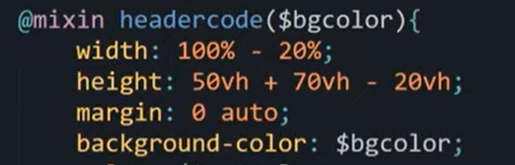 @mixin headercode($bgcolor){
width: 100% - 20%;
height: 50vh + 70vh - 20vh;
margin: 0 auto;
background-color: $bgcolor;